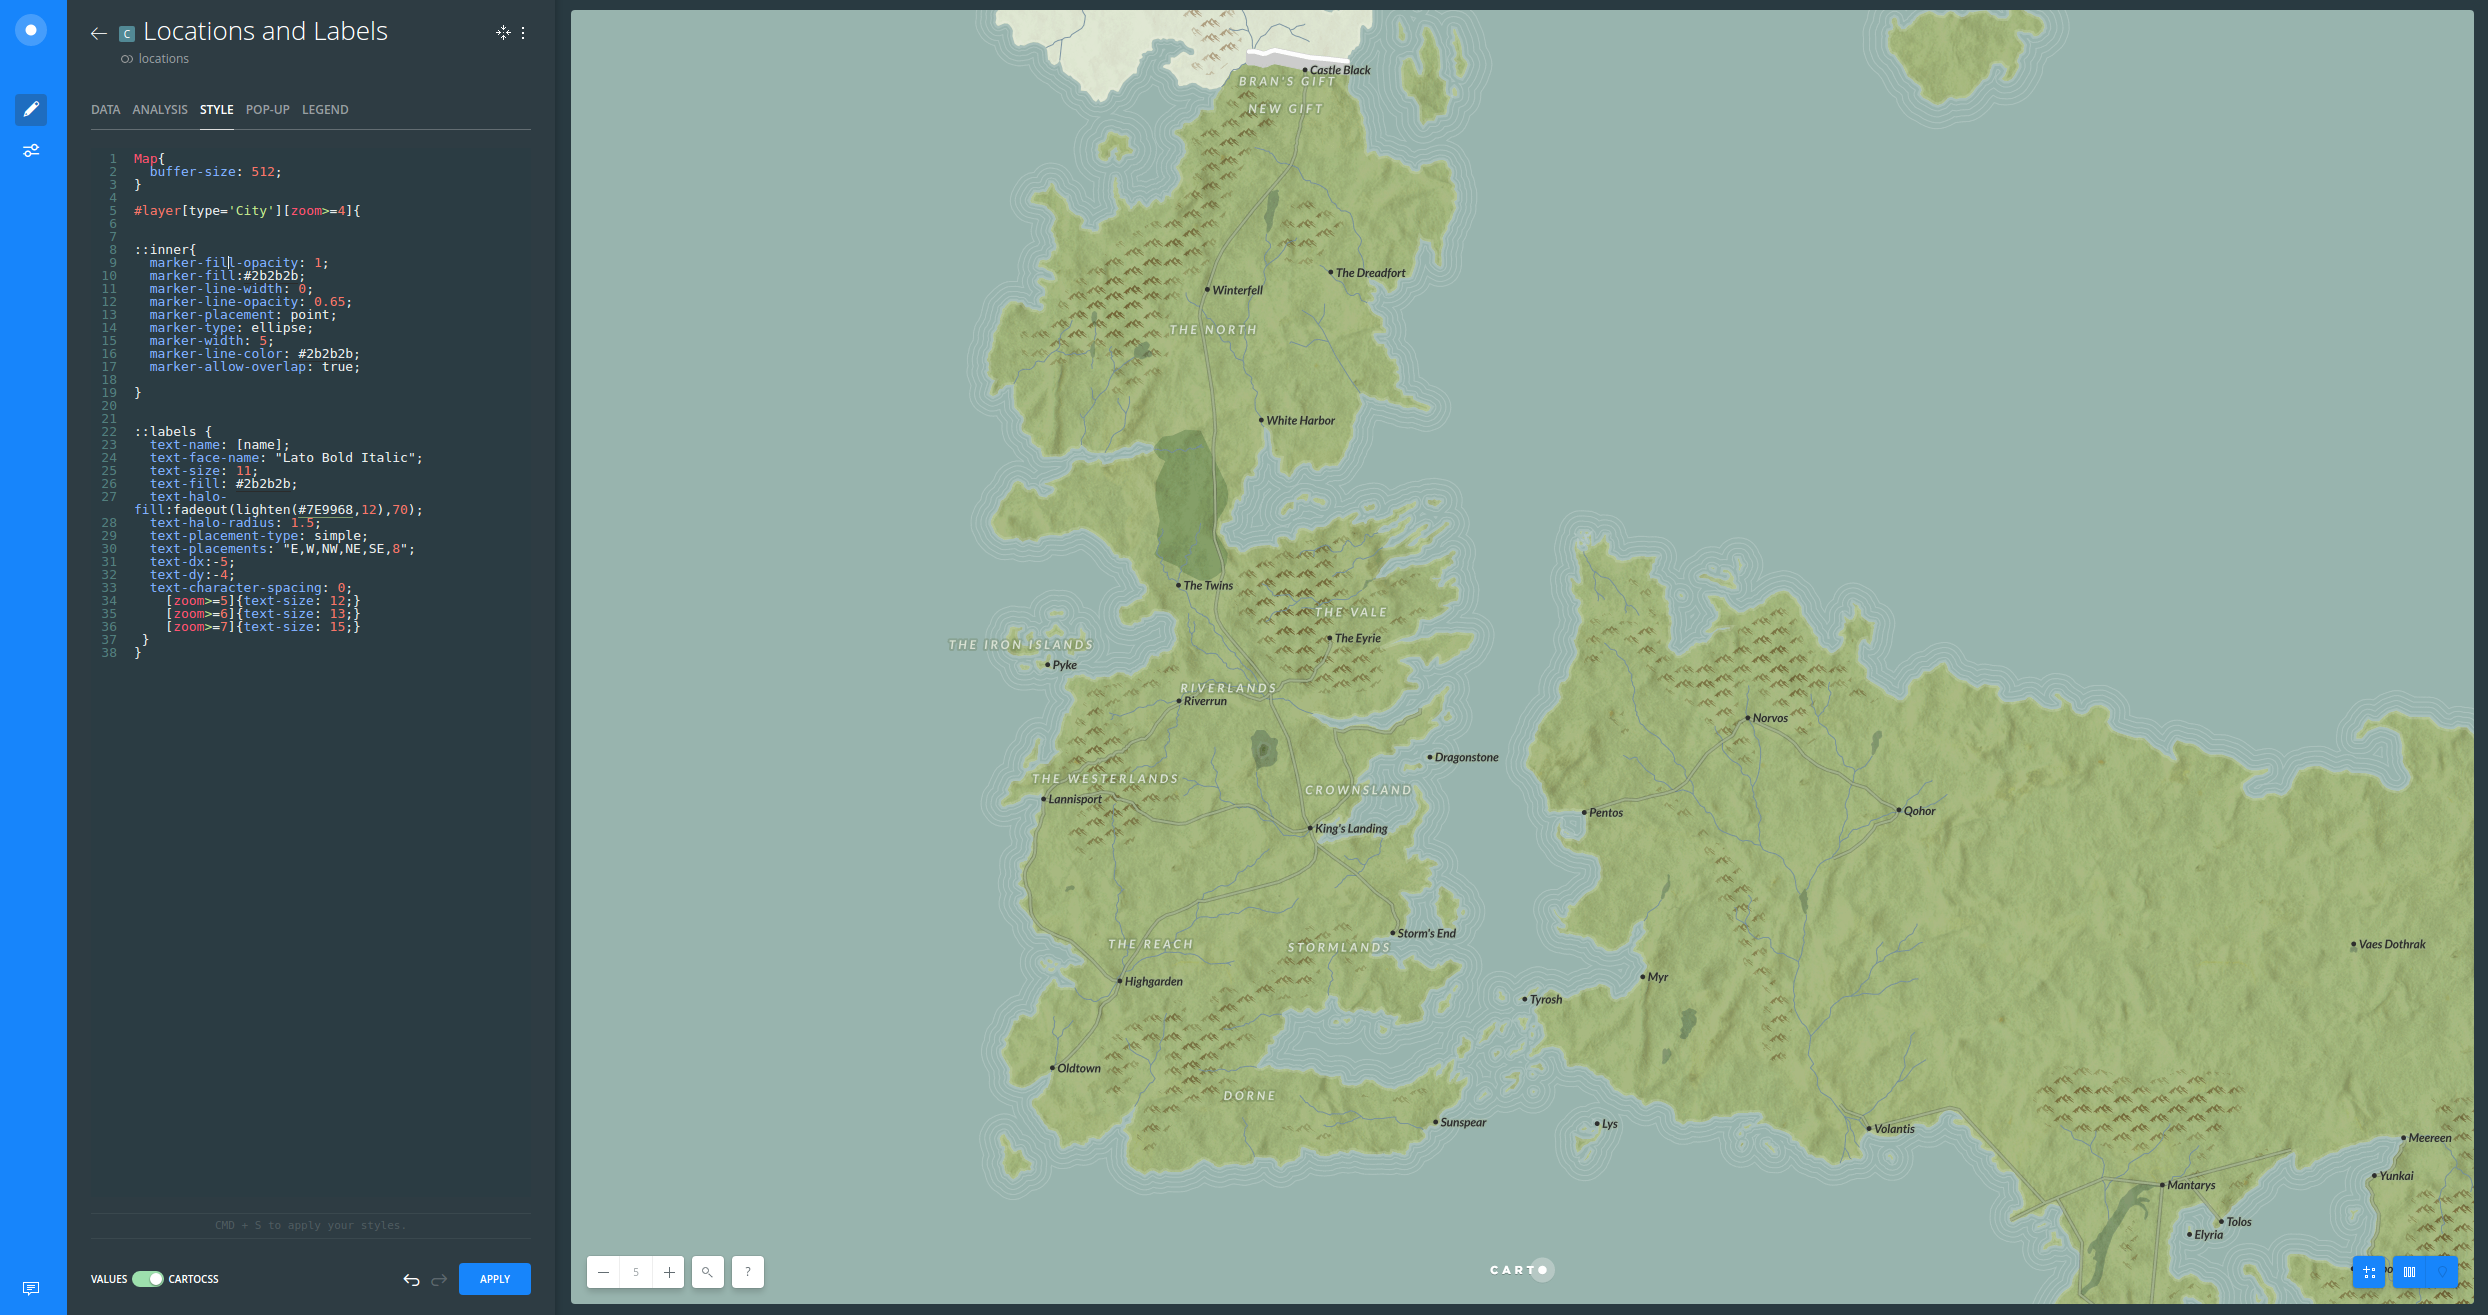 C Locations and Labels
locations
DATA ANALYSIS STYLE POP-UP LEGEND
1 Map{
2 buffer-size: 512;
3 }
4
5 #layer[type='City'][zoom>=4]{
6
7
8 ::inner{
9 marker-fill-opacity: 1;
10 marker-fill:#2b2b2b;
11 marker-line-width: 0;
12 marker-line-opacity: 0.65;
13 marker-placement: point;
14 marker-type: ellipse;
15 marker-width: 5;
16 marker-line-color: #2b2b2b;
17 marker-allow-overlap: true;
18
19 }
20
21
22 ::labels {
23 text-name: [name];
24 text-face-name: "Lato Bold Italic";
25 text-size: 11;
26 text-fill: #2b2b2b;
27 text-halo-
fill:fadeout(lighten(#7E9968,12),70);
28 text-halo-radius: 1.5;
29 text-placement-type: simple;
30 text-placements: "E,W,NW,NE,SE,8";
31 text-dx:-5;
32 text-dy:-4;
33 text-character-spacing: 0;
34 [zoom>=5]{text-size: 12;}
35 [zoom>=6]{text-size: 13;}
36 [zoom>=7]{text-size: 15;}
37 }
38 }
CMD + S to apply your styles.
VALUES CARTOCSS
APPLY
Castle Black
BRAN'S GIFT
NEW GIFT
The Dreadfort
Winterfell
THE NORTH
White Harbor
The Twins
THE VALE
The Eyrie
THE IRON ISLANDS
Pyke
RIVERLANDS
Riverrun
Norvos
Dragonstone
THE WESTERLANDS
CROWNSLAND
Lannisport
Qohor
Pentos
King's Landing
Storm's End
THE REACH
STORMLANDS
Vaes Dothrak
Myr
Highgarden
Tyrosh
Oldtown
DORNE
Sunspear
Lys
Volantis
Meereen
Yunkai
Mantarys
Tolos
Elyria
5
?
CARTO